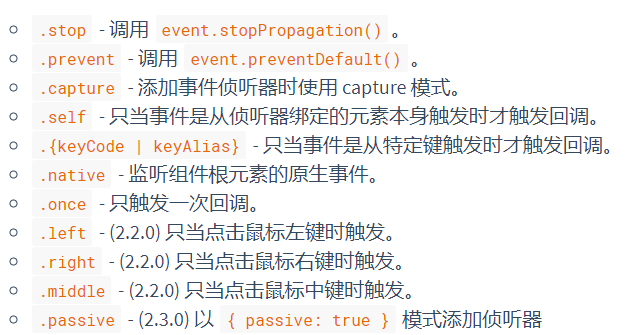 .stop - 调用 event.stopPropagation() 。
.prevent - 调用 event.preventDefault() 。
.capture - 添加事件侦听器时使用 capture 模式。
.self - 只当事件是从侦听器绑定的元素本身触发时才触发回调。
.{keyCode | keyAlias} - 只当事件是从特定键触发时才触发回调。
.native - 监听组件根元素的原生事件。
.once - 只触发一次回调。
.left - (2.2.0) 只当点击鼠标左键时触发。
.right - (2.2.0) 只当点击鼠标右键时触发。
.middle - (2.2.0) 只当点击鼠标中键时触发。
.passive - (2.3.0) 以 { passive: true } 模式添加侦听器